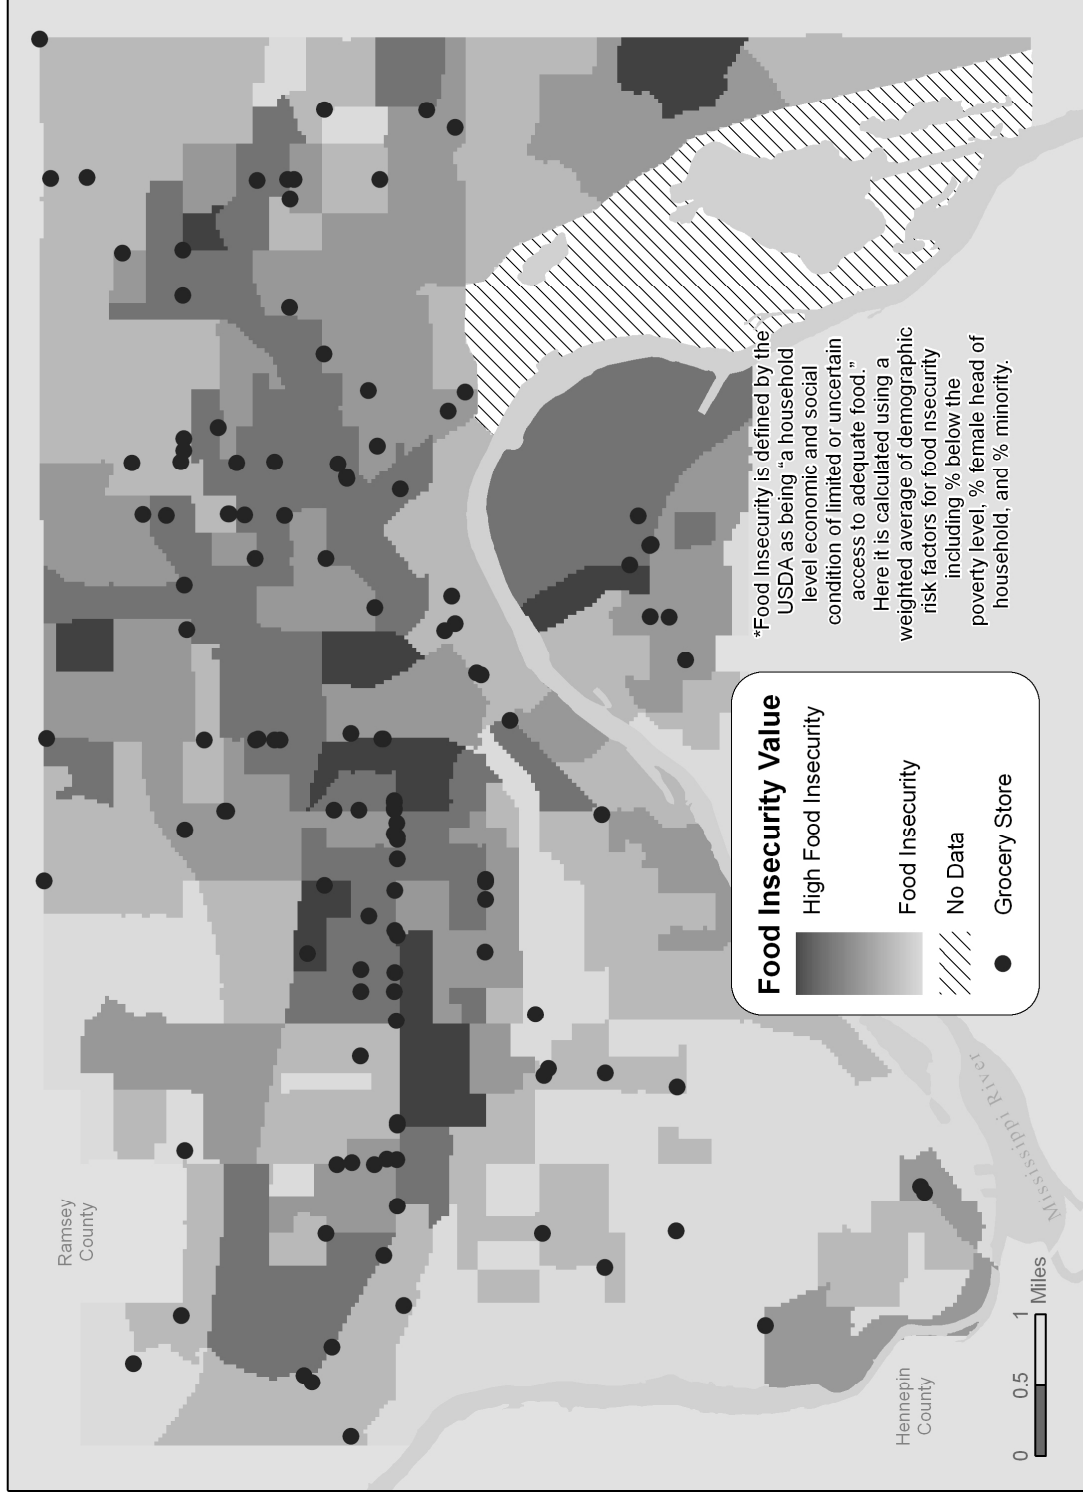 Ramsey
County
*Food Insecurity is defined by the
USDA as being "a household
level economic and social
condition of limited or uncertain
access to adequate food."
Here it is calculated using a
weighted average of demographic
risk factors for food nsecurity
including % below the
poverty level, % female head of
household, and % minority.
Food Insecurity Value
High Food Insecurity
Food Insecurity
No Data
Grocery Store
Mississippi River
Hennepin
County
0 0.5 1
Miles